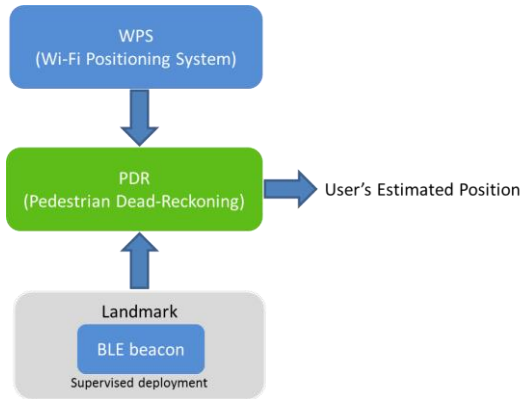 WPS
(Wi-Fi Positioning System)
PDR
(Pedestrian Dead-Reckoning)
User's Estimated Position
Landmark
BLE beacon
Supervised deployment